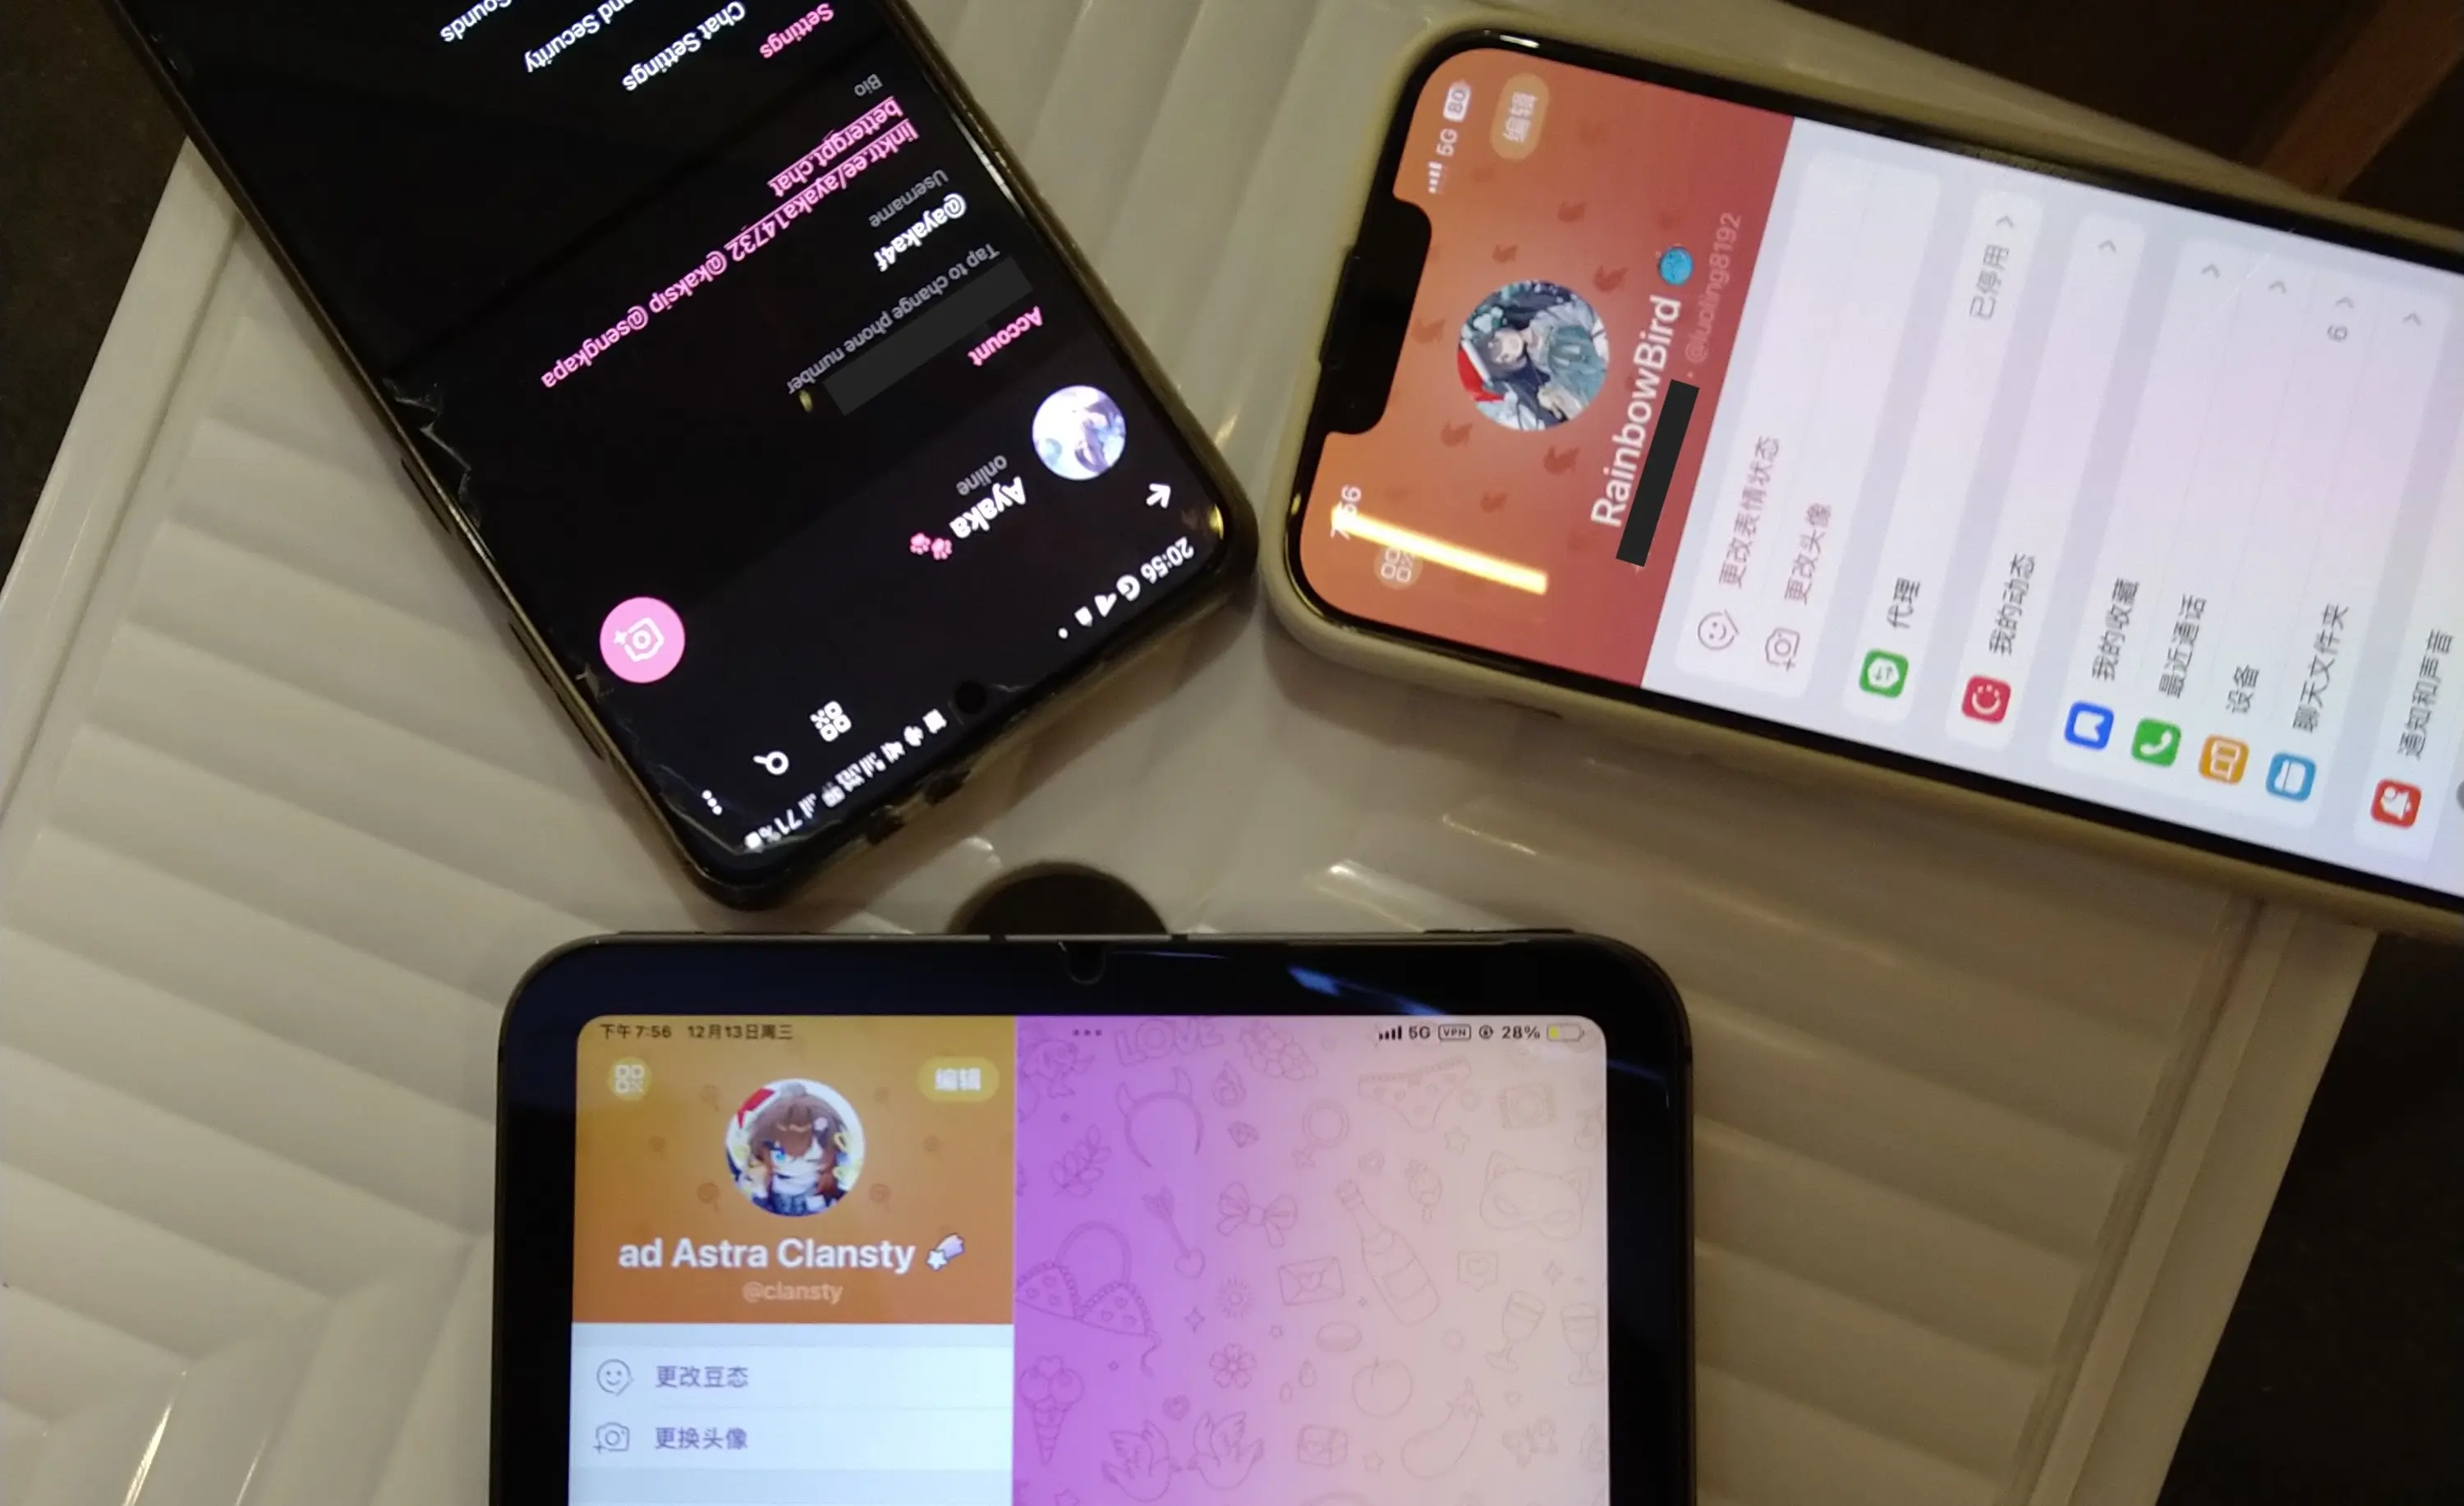 20:56
71%
Ayaka
online
Account
Tap to change phone number
@ayaka4f
Username
linktr.ee/ayaka14732 @kaksip @sengkapa
bettergpt.chat
Bio
Settings
Chat Settings
and Security
ounds
7:56
5G 80
编辑
RainbowBird
@luoling8192
更改表情状态
更改头像
代理
已停用
我的动态
我的收藏
最近通话
设备
6
聊天文件夹
通知和声音
下午7:56 12月13日周三
5G VPN 28%
编辑
LOVE
ad Astra Clansty
@clansty
更改豆态
更换头像